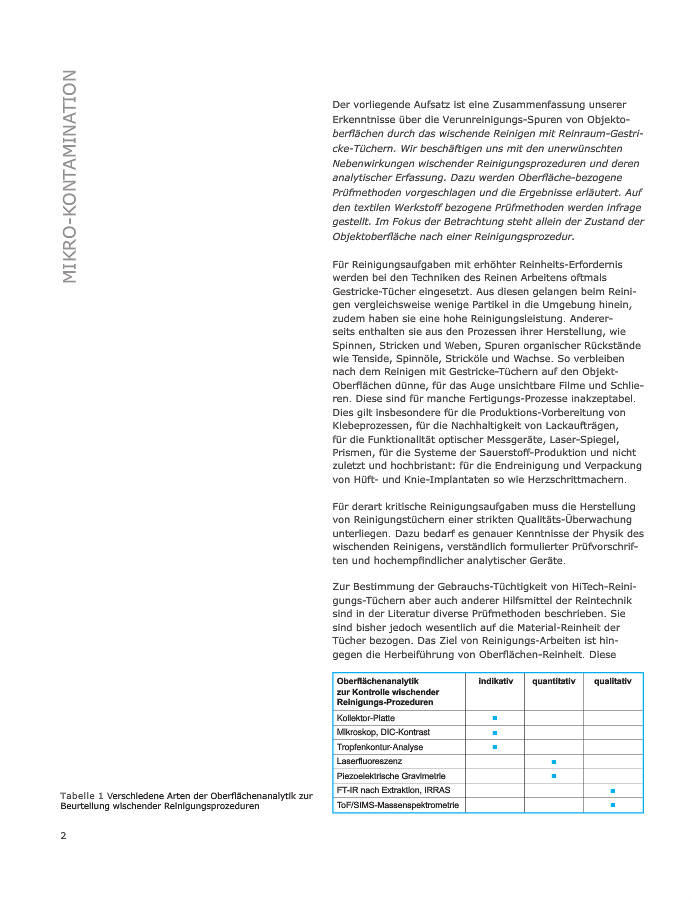 MIKRO-KONTAMINATION
Der vorliegende Aufsatz ist eine Zusammenfassung unserer
Erkenntnisse über die Verunreinigungs-Spuren von Objekto-
berflächen durch das wischende Reinigen mit Reinraum-Gestri-
cke-Tüchern. Wir beschäftigen uns mit den unerwünschten
Nebenwirkungen wischender Reinigungsprozeduren und deren
analytischer Erfassung. Dazu werden Oberfläche-bezogene
Prüfmethoden vorgeschlagen und die Ergebnisse erläutert. Auf
den textilen Werkstoff bezogene Prüfmethoden werden infrage
gestellt. Im Fokus der Betrachtung steht allein der Zustand der
Objektoberfläche nach einer Reinigungsprozedur.
Für Reinigungsaufgaben mit erhöhter Reinheits-Erfordernis
werden bei den Techniken des Reinen Arbeitens oftmals
Gestricke-Tücher eingesetzt. Aus diesen gelangen beim Reini-
gen vergleichsweise wenige Partikel in die Umgebung hinein,
zudem haben sie eine hohe Reinigungsleistung. Anderer-
seits enthalten sie aus den Prozessen ihrer Herstellung, wie
Spinnen, Stricken und Weben, Spuren organischer Rückstände
wie Tenside, Spinnöle, Stricköle und Wachse. So verbleiben
nach dem Reinigen mit Gestricke-Tüchern auf den Objekt-
Oberflächen dünne, für das Auge unsichtbare Filme und Schlie-
ren. Diese sind für manche Fertigungs-Prozesse inakzeptabel.
Dies gilt insbesondere für die Produktions-Vorbereitung von
Klebeprozessen, für die Nachhaltigkeit von Lackaufträgen,
für die Funktionalität optischer Messgeräte, Laser-Spiegel,
Prismen, für die Systeme der Sauerstoff-Produktion und nicht
zuletzt und hochbristant: für die Endreinigung und Verpackung
von Hüft- und Knie-Implantaten so wie Herzschrittmachern.
Für derart kritische Reinigungsaufgaben muss die Herstellung
von Reinigungstüchern einer strikten Qualitäts-Überwachung
unterliegen. Dazu bedarf es genauer Kenntnisse der Physik des
wischenden Reinigens, verständlich formulierter Prüfvorschrif-
ten und hochempfindlicher analytischer Geräte.
Zur Bestimmung der Gebrauchs-Tüchtigkeit von HiTech-Reini-
gungs-Tüchern aber auch anderer Hilfsmittel der Reintechnik
sind in der Literatur diverse Prüfmethoden beschrieben. Sie
sind bisher jedoch wesentlich auf die Material-Reinheit der
Tücher bezogen. Das Ziel von Reinigungs-Arbeiten ist hin-
gegen die Herbeiführung von Oberflächen-Reinheit. Diese
Oberflächenanalytik indikativ quantitativ qualitativ
zur Kontrolle wischender
Reinigungs-Prozeduren
Kollektor-Platte
Mikroskop, DIC-Kontrast
Tropfenkontur-Analyse
Laserfluoreszenz
Piezoelektrische Gravimetrie
FT-IR nach Extraktion, IRRAS
ToF/SIMS-Massenspektrometrie
Tabelle 1 Verschiedene Arten der Oberflächenanalytik zur
Beurteilung wischender Reinigungsprozeduren
2